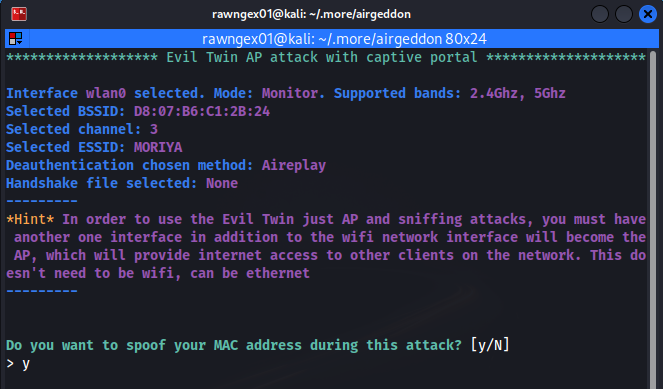 rawngex01@kali: ~/.more/airgeddon
rawngex01@kali: ~/.more/airgeddon 80x24
******************* Evil Twin AP attack with captive portal ********************
Interface wlan0 selected. Mode: Monitor. Supported bands: 2.4Ghz, 5Ghz
Selected BSSID: D8:07:B6:C1:2B:24
Selected channel: 3
Selected ESSID: MORIYA
Deauthentication chosen method: Aireplay
Handshake file selected: None
---------
*Hint* In order to use the Evil Twin just AP and sniffing attacks, you must have
another one interface in addition to the wifi network interface will become the
AP, which will provide internet access to other clients on the network. This do
esn't need to be wifi, can be ethernet
---------
Do you want to spoof your MAC address during this attack? [y/N]
> y